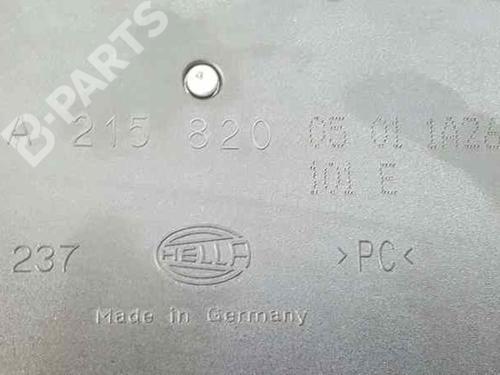 B-PARTS
A 215 820 05 01 1A26
101 E
237 HELLA >PC<
Made in Germany